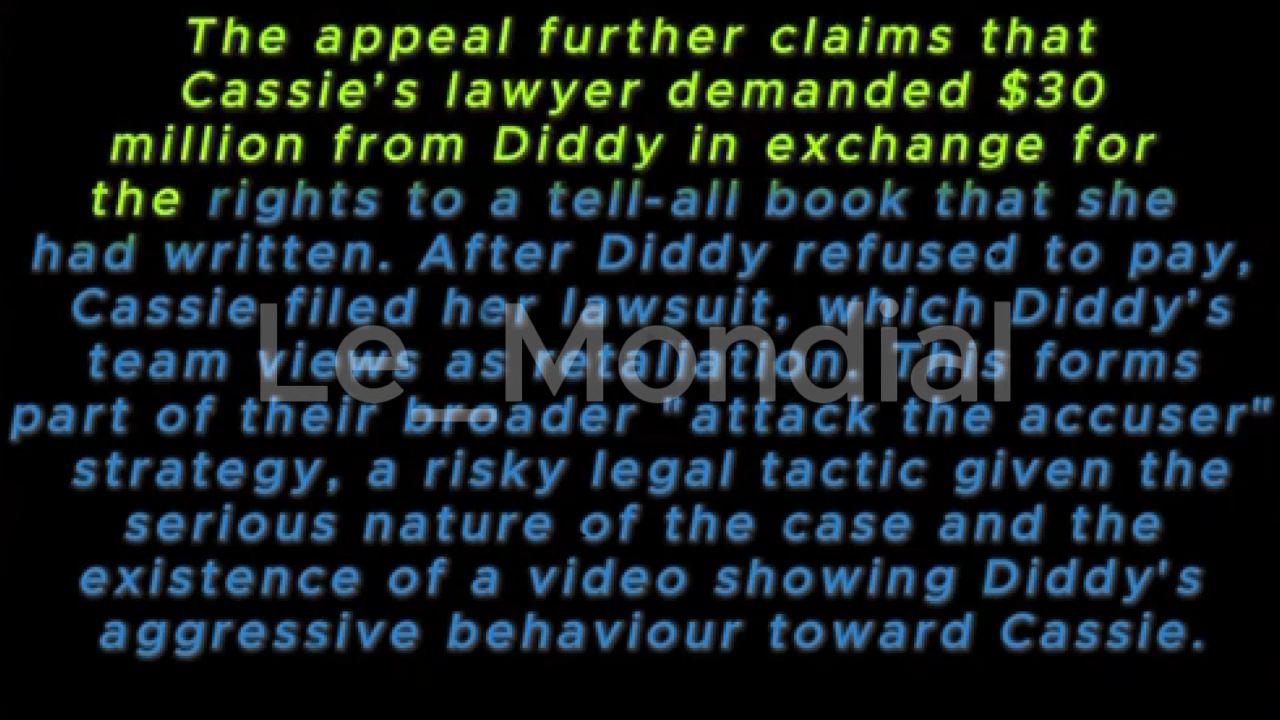 The appeal further claims that
Cassie’s lawyer demanded $30
million from Diddy in exchange for
the rights to a tell-all book that she
had written. After Diddy refused to pay,
Cassie filed her lawsuit, which Diddy’s
team views as retaliation. This forms
part of their broader "attack the accuser"
strategy, a risky legal tactic given the
serious nature of the case and the
existence of a video showing Diddy's
aggressive behaviour toward Cassie.
Le_Mondial